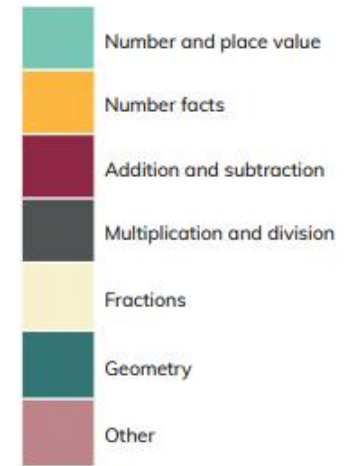 Number and place value
Number facts
Addition and subtraction
Multiplication and division
Fractions
Geometry
Other